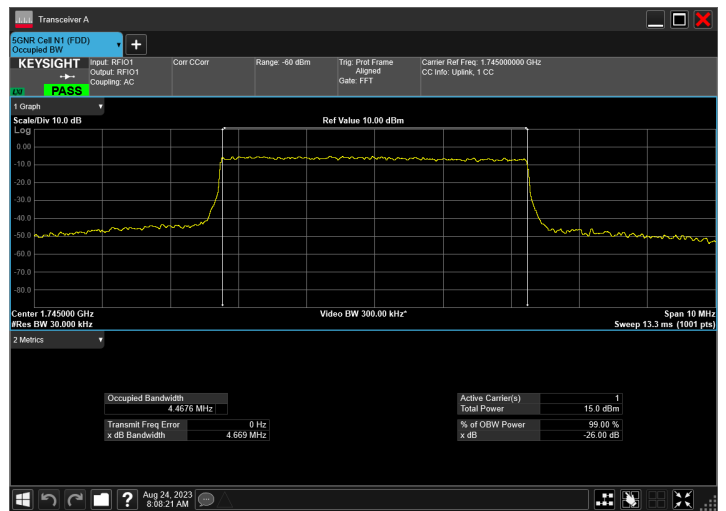 Transceiver A
5GNR Cell N1 (FDD)
Occupied BW
KEYSIGHT
Input: RFIO1
Output: RFIO1
Coupling: AC
Corr CCorr
Range: -60 dBm
Trig: Prot Frame
Aligned
Gate: FFT
Carrier Ref Freq: 1.745000000 GHz
CC Info: Uplink, 1 CC
LXI
PASS
1 Graph
Scale/Div 10.0 dB
Ref Value 10.00 dBm
Log
0.00
-10.0
-20.0
-30.0
-40.0
-50.0
-60.0
-70.0
-80.0
Center 1.745000 GHz
Video BW 300.00 kHz*
Span 10 MHz
#Res BW 30.000 kHz
Sweep 13.3 ms (1001 pts)
2 Metrics
Occupied Bandwidth
4.4676 MHz
Transmit Freq Error 0 Hz
x dB Bandwidth 4.669 MHz
Active Carrier(s) 1
Total Power 15.0 dBm
% of OBW Power 99.00 %
x dB -26.00 dB
Aug 24, 2023
8:08:21 AM